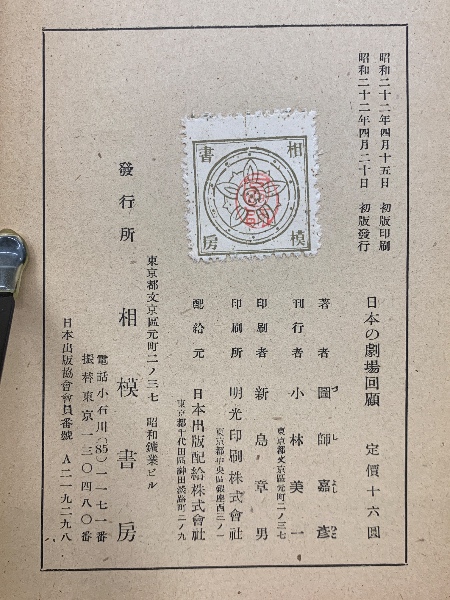 昭和二十二年四月十五日 初版印刷
昭和二十二年四月二十日 初版發行
日本の劇場回顧 定價十六圓
著者 圖師嘉彦
刊行者 小林美一
東京都文京區元町二ノ三七
印刷者 新島章男
東京都中央區銀座西三ノ一
印刷所 明光印刷株式會社
配給元 日本出版配給株式會社
東京都千代田區神田淡路町二ノ九
相模書房
發行所 相模書房
東京都文京區元町二ノ三七 昭和鑛業ビル
電話小石川(85)二一七一番
振替東京一三〇四八〇番
日本出版協會會員番號 A二一九二九八